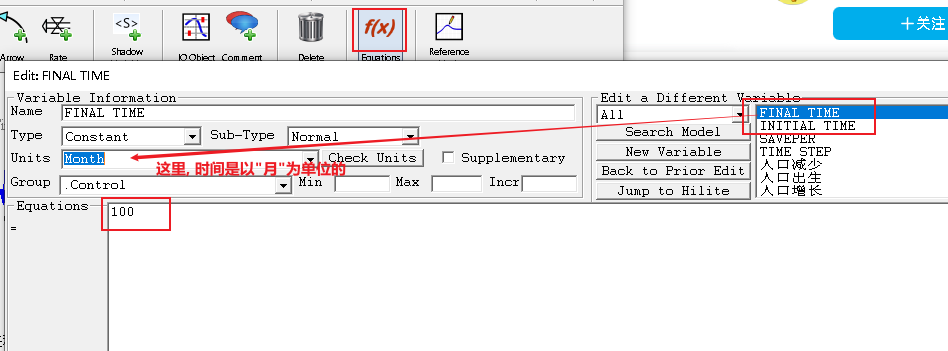 +关注
<S>
f(x)
Arrow Rate Shadow IO Object Comment Delete Equations Reference
Edit: FINAL TIME
Variable Information
Name FINAL TIME
Type Constant Sub-Type Normal
Units Month Check Units Supplementary
这里, 时间是以"月"为单位的
Group .Control Min Max Incr
Edit a Different Variable
All
Search Model
New Variable
Back to Prior Edit
Jump to Hilite
FINAL TIME
INITIAL TIME
SAVEPER
TIME STEP
人口减少
人口出生
人口增长
Equations 100
=